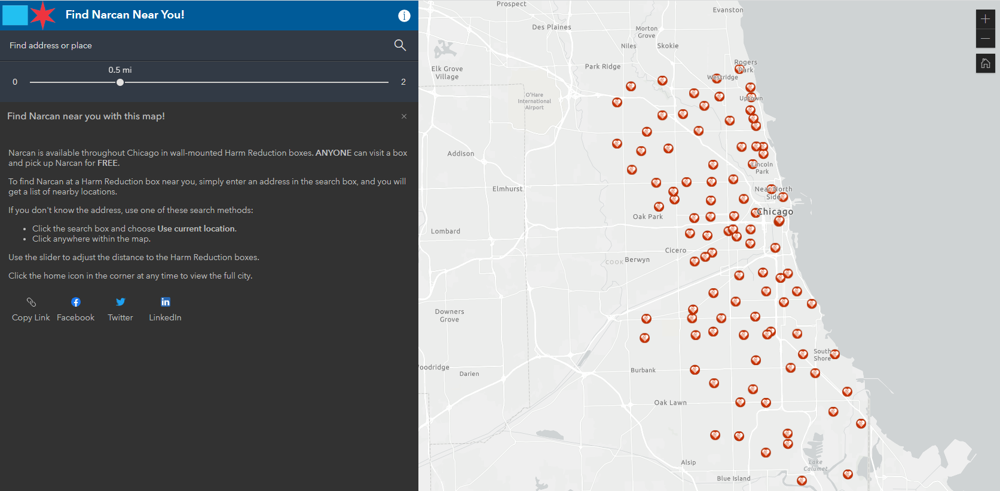 Find Narcan Near You!
Find address or place
0.5 mi
0
2
Find Narcan near you with this map!
Narcan is available throughout Chicago in wall-mounted Harm Reduction boxes. ANYONE can visit a box
and pick up Narcan for FREE.
To find Narcan at a Harm Reduction box near you, simply enter an address in the search box, and you will
get a list of nearby locations.
If you don't know the address, use one of these search methods:
• Click the search box and choose Use current location.
• Click anywhere within the map.
Use the slider to adjust the distance to the Harm Reduction boxes.
Click the home icon in the corner at any time to view the full city.
Copy Link
Facebook
Twitter
LinkedIn
Prospect
Evanston
Des Plaines
Morton
Grove
Niles
Skokie
Park Ridge
Rogers
Park
Elk Grove
Village
Westridge
O'Hare
International
Airport
Uptown
Addison
Lincoln
Park
Elmhurst
Near North
Side
Chicago
Oak Park
Lombard
Cicero
COOK
Berwyn
Downers
Grove
South
Shore
oodridge
Darien
Burbank
Oak Lawn
Alsip
Lake
Calumet
Blue Island